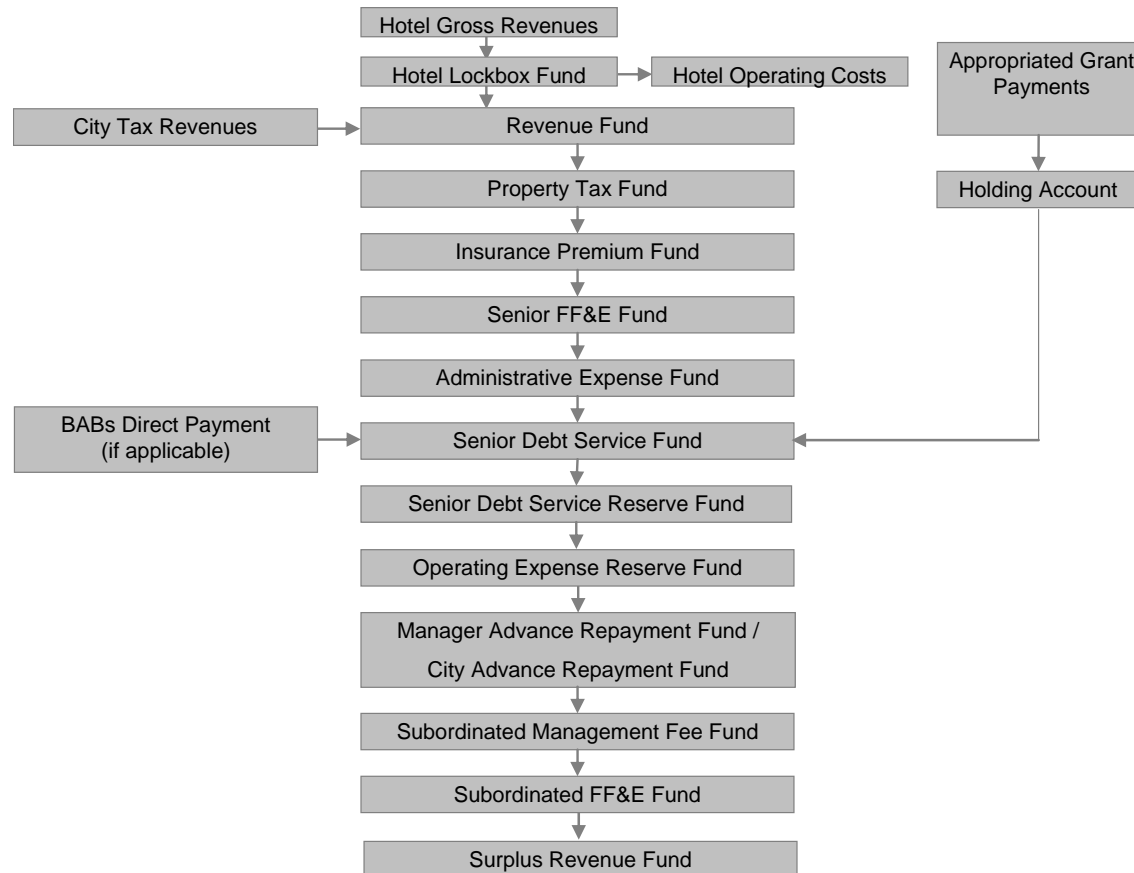 Hotel Gross Revenues
Hotel Lockbox Fund
Hotel Operating Costs
Appropriated Grant
Payments
City Tax Revenues
Revenue Fund
Property Tax Fund
Holding Account
Insurance Premium Fund
Senior FF&E Fund
Administrative Expense Fund
BABs Direct Payment
(if applicable)
Senior Debt Service Fund
Senior Debt Service Reserve Fund
Operating Expense Reserve Fund
Manager Advance Repayment Fund /
City Advance Repayment Fund
Subordinated Management Fee Fund
Subordinated FF&E Fund
Surplus Revenue Fund